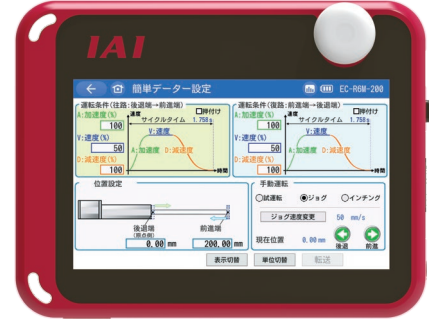 IAI
簡単データー設定
EC-R6M-200
運転条件(往路:後退端→前進端)
A:加速度(%)
100
V:速度(%)
50
D:減速度(%)
100
速度
□押付け
サイクルタイム 1.758s
V:速度
A:加速度 D:減速度
時間
運転条件(復路:前進端→後退端)
A:加速度(%)
100
V:速度(%)
50
D:減速度(%)
100
速度
□押付け
サイクルタイム 1.758s
V:速度
A:加速度 D:減速度
時間
位置設定
後退端
(原点側)
0.00 mm
前進端
200.00 mm
手動運転
試運転 ジョグ インチング
ジョグ速度変更 50 mm/s
現在位置 0.00 mm 後退 前進
表示切替 単位切替 転送